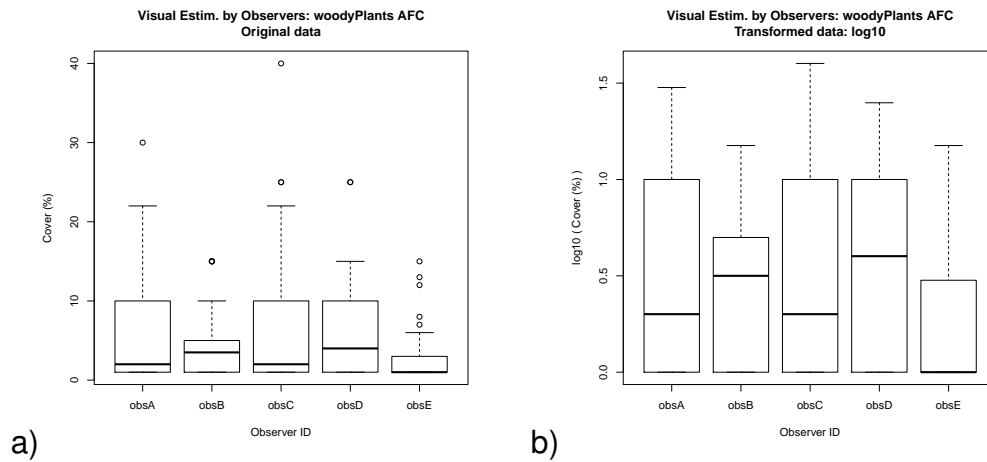 Visual Estim. by Observers: woodyPlants AFC
Original data
Cover (%)
40
30
20
10
0
obsA obsB obsC obsD obsE
Observer ID
a)
Visual Estim. by Observers: woodyPlants AFC
Transformed data: log10
log10 ( Cover (%) )
1.5
1.0
0.5
0.0
obsA obsB obsC obsD obsE
Observer ID
b)